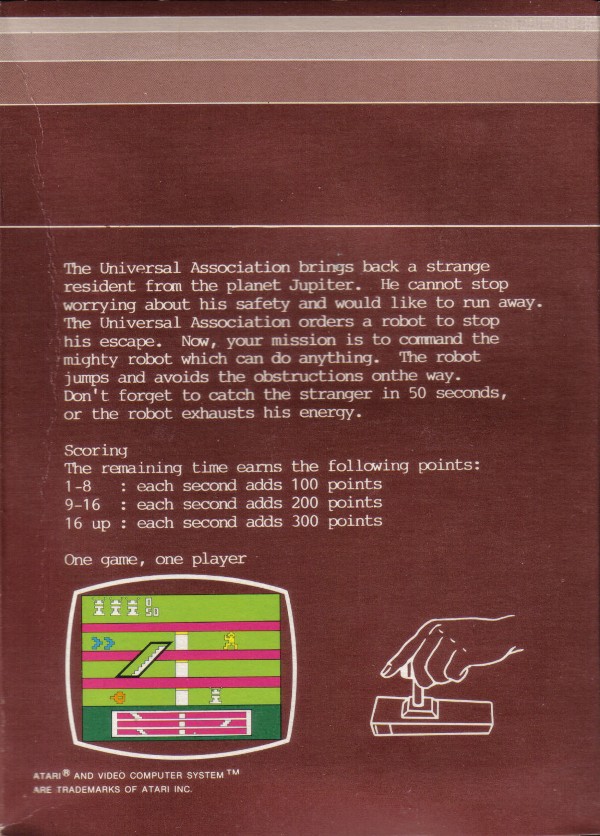 The Universal Association brings back a strange
resident from the planet Jupiter.  He cannot stop
worrying about his safety and would like to run away.
The Universal Association orders a robot to stop
his escape.  Now, your mission is to command the
mighty robot which can do anything.  The robot
jumps and avoids the obstructions onthe way.
Don't forget to catch the stranger in 50 seconds,
or the robot exhausts his energy.
Scoring
The remaining time earns the following points:
1-8   : each second adds 100 points
9-16  : each second adds 200 points
16 up : each second adds 300 points
One game, one player
0
50
ATARI® AND VIDEO COMPUTER SYSTEM™
ARE TRADEMARKS OF ATARI INC.